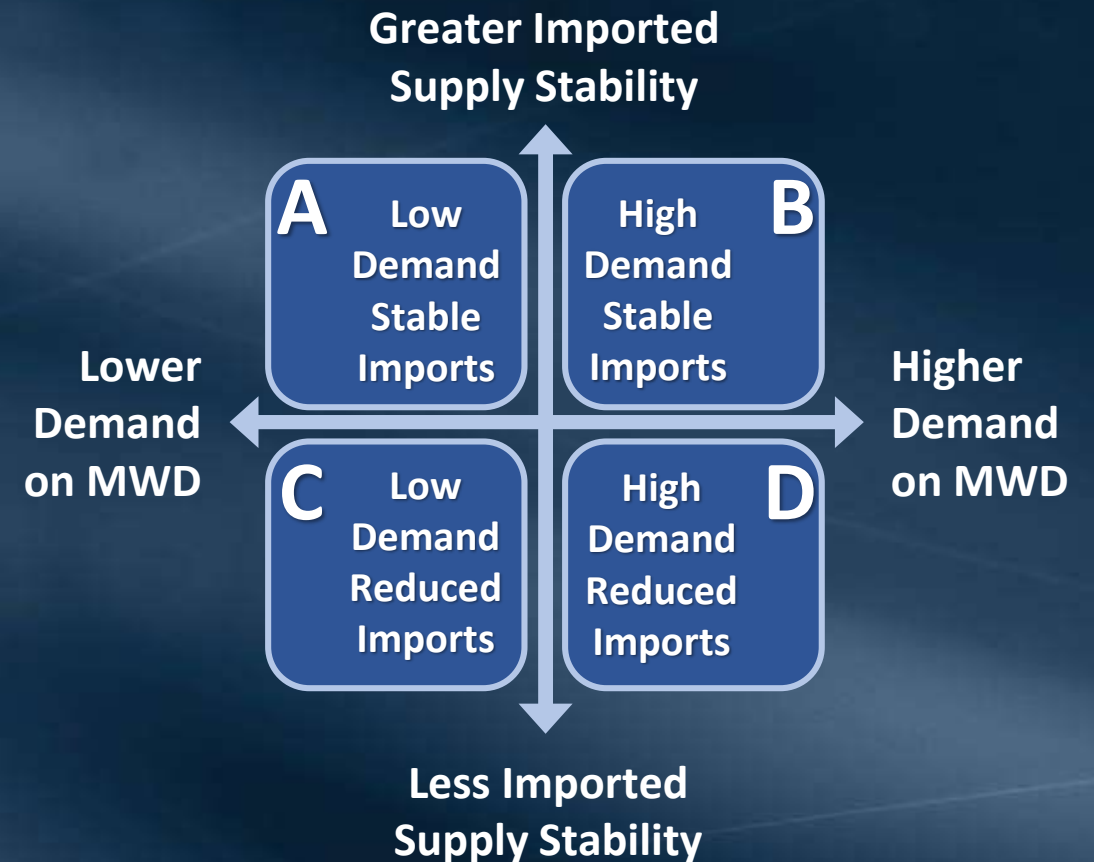 Greater Imported
Supply Stability
A
Low
Demand
Stable
Imports
High
Demand
Stable
Imports
B
Lower
Demand
on MWD
Higher
Demand
on MWD
C
Low
Demand
Reduced
Imports
High
Demand
Reduced
Imports
D
Less Imported
Supply Stability